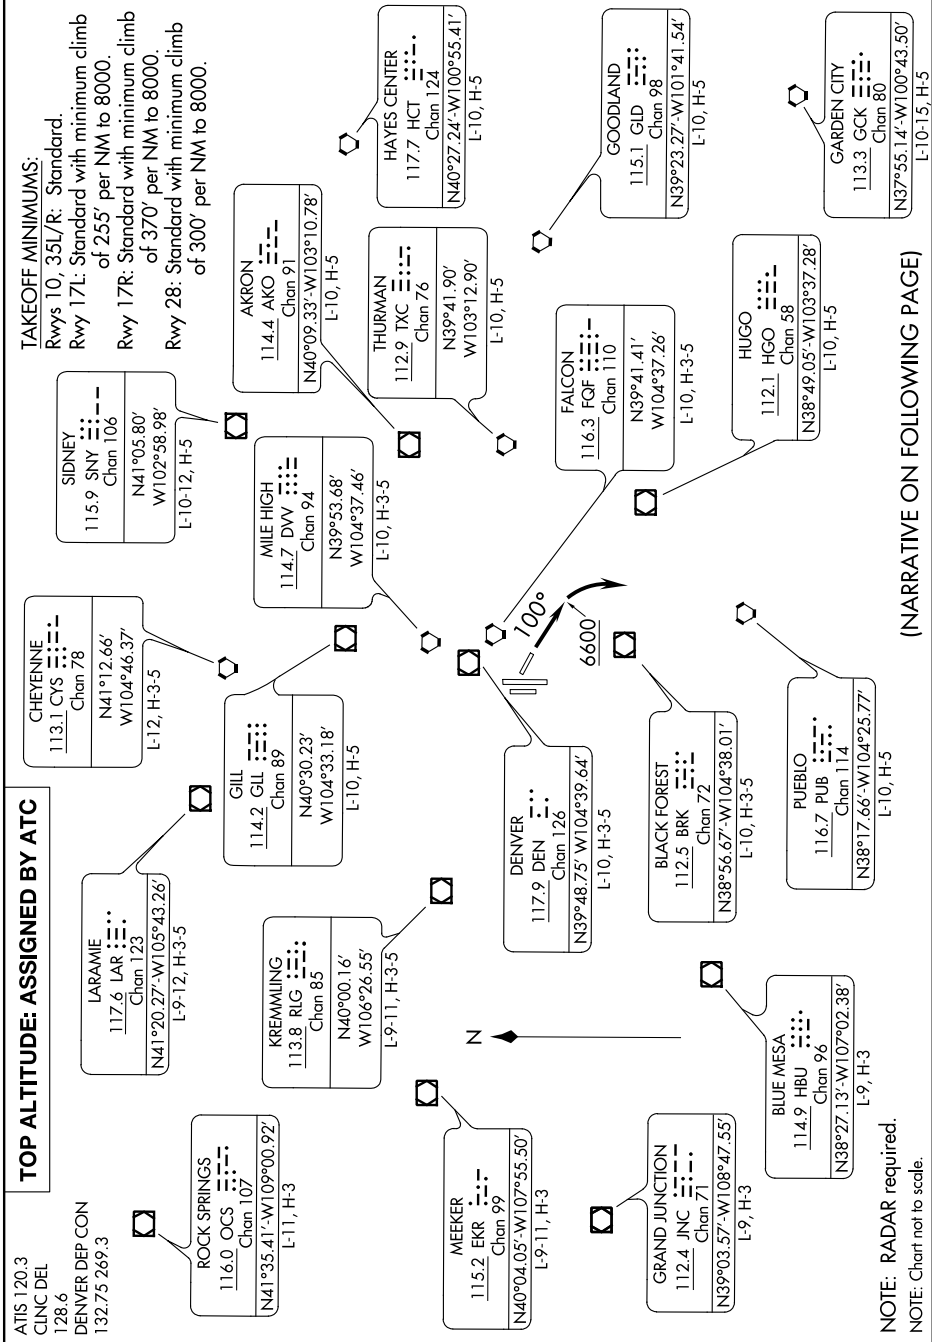 TOP ALTITUDE: ASSIGNED BY ATC
ATIS 120.3
CLNC DEL
128.6
DENVER DEP CON
132.75 269.3
TAKEOFF MINIMUMS:
Rwys 10, 35L/R: Standard.
Rwy 17L: Standard with minimum climb
of 255' per NM to 8000.
Rwy 17R: Standard with minimum climb
of 370' per NM to 8000.
Rwy 28: Standard with minimum climb
of 300' per NM to 8000.
ROCK SPRINGS
116.0 OCS
Chan 107
N41°35.41'-W109°00.92'
L-11, H-3
LARAMIE
117.6 LAR
Chan 123
N41°20.27'-W105°43.26'
L-9-12, H-3-5
CHEYENNE
113.1 CYS
Chan 78
N41°12.66'
W104°46.37'
L-12, H-3-5
SIDNEY
115.9 SNY
Chan 106
N41°05.80'
W102°58.98'
L-10-12, H-5
GILL
114.2 GLL
Chan 89
N40°30.23'
W104°33.18'
L-10, H-5
MILE HIGH
114.7 DVV
Chan 94
N39°53.68'
W104°37.46'
L-10, H-3-5
AKRON
114.4 AKO
Chan 91
N40°09.33'-W103°10.78'
L-10, H-5
HAYES CENTER
117.7 HCT
Chan 124
N40°27.24'-W100°55.41'
L-10, H-5
KREMMLING
113.8 RLG
Chan 85
N40°00.16'
W106°26.55'
L-9-11, H-3-5
THURMAN
112.9 TXC
Chan 76
N39°41.90'
W103°12.90'
L-10, H-5
MEEKER
115.2 EKR
Chan 99
N40°04.05'-W107°55.50'
L-9-11, H-3
N
DENVER
117.9 DEN
Chan 126
N39°48.75' W104°39.64'
L-10, H-3-5
100°
6600'
FALCON
116.3 FQF
Chan 110
N39°41.41'
W104°37.26'
L-10, H-3-5
GOODLAND
115.1 GLD
Chan 98
N39°23.27'-W101°41.54'
L-10, H-5
GRAND JUNCTION
112.4 JNC
Chan 71
N39°03.57'-W108°47.55'
L-9, H-3
BLACK FOREST
112.5 BRK
Chan 72
N38°56.67'-W104°38.01'
L-10, H-3-5
HUGO
112.1 HGO
Chan 58
N38°49.05'-W103°37.28'
L-10, H-5
BLUE MESA
114.9 HBU
Chan 96
N38°27.13'-W107°02.38'
L-9, H-3
PUEBLO
116.7 PUB
Chan 114
N38°17.66'-W104°25.77'
L-10, H-5
GARDEN CITY
113.3 GCK
Chan 80
N37°55.14'-W100°43.50'
L-10-15, H-5
NOTE: RADAR required.
NOTE: Chart not to scale.
(NARRATIVE ON FOLLOWING PAGE)